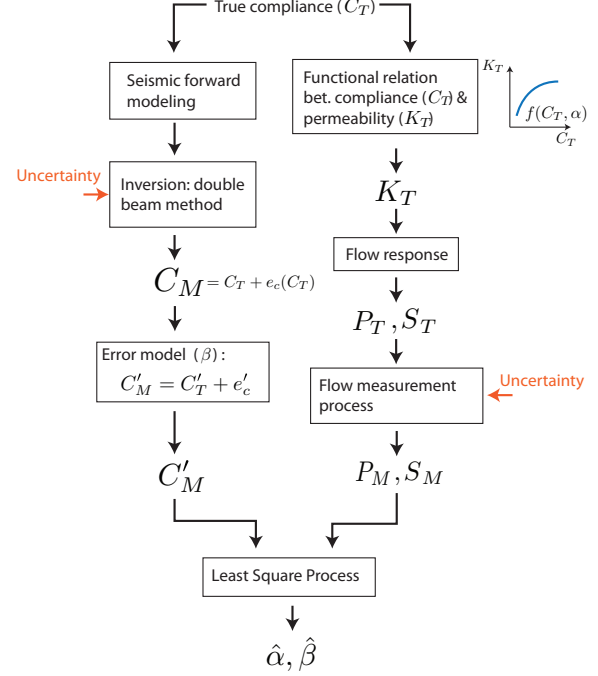 True compliance (C_T)
Seismic forward
modeling
Functional relation
bet. compliance (C_T) &
permeability (K_T)
K_T
f(C_T, α)
C_T
Uncertainty
Inversion: double
beam method
K_T
Flow response
C_M = C_T + e_c(C_T)
P_T, S_T
Error model (β) :
C′_M = C′_T + e′_c
Flow measurement
process
Uncertainty
C′_M
P_M, S_M
Least Square Process
α̂, β̂